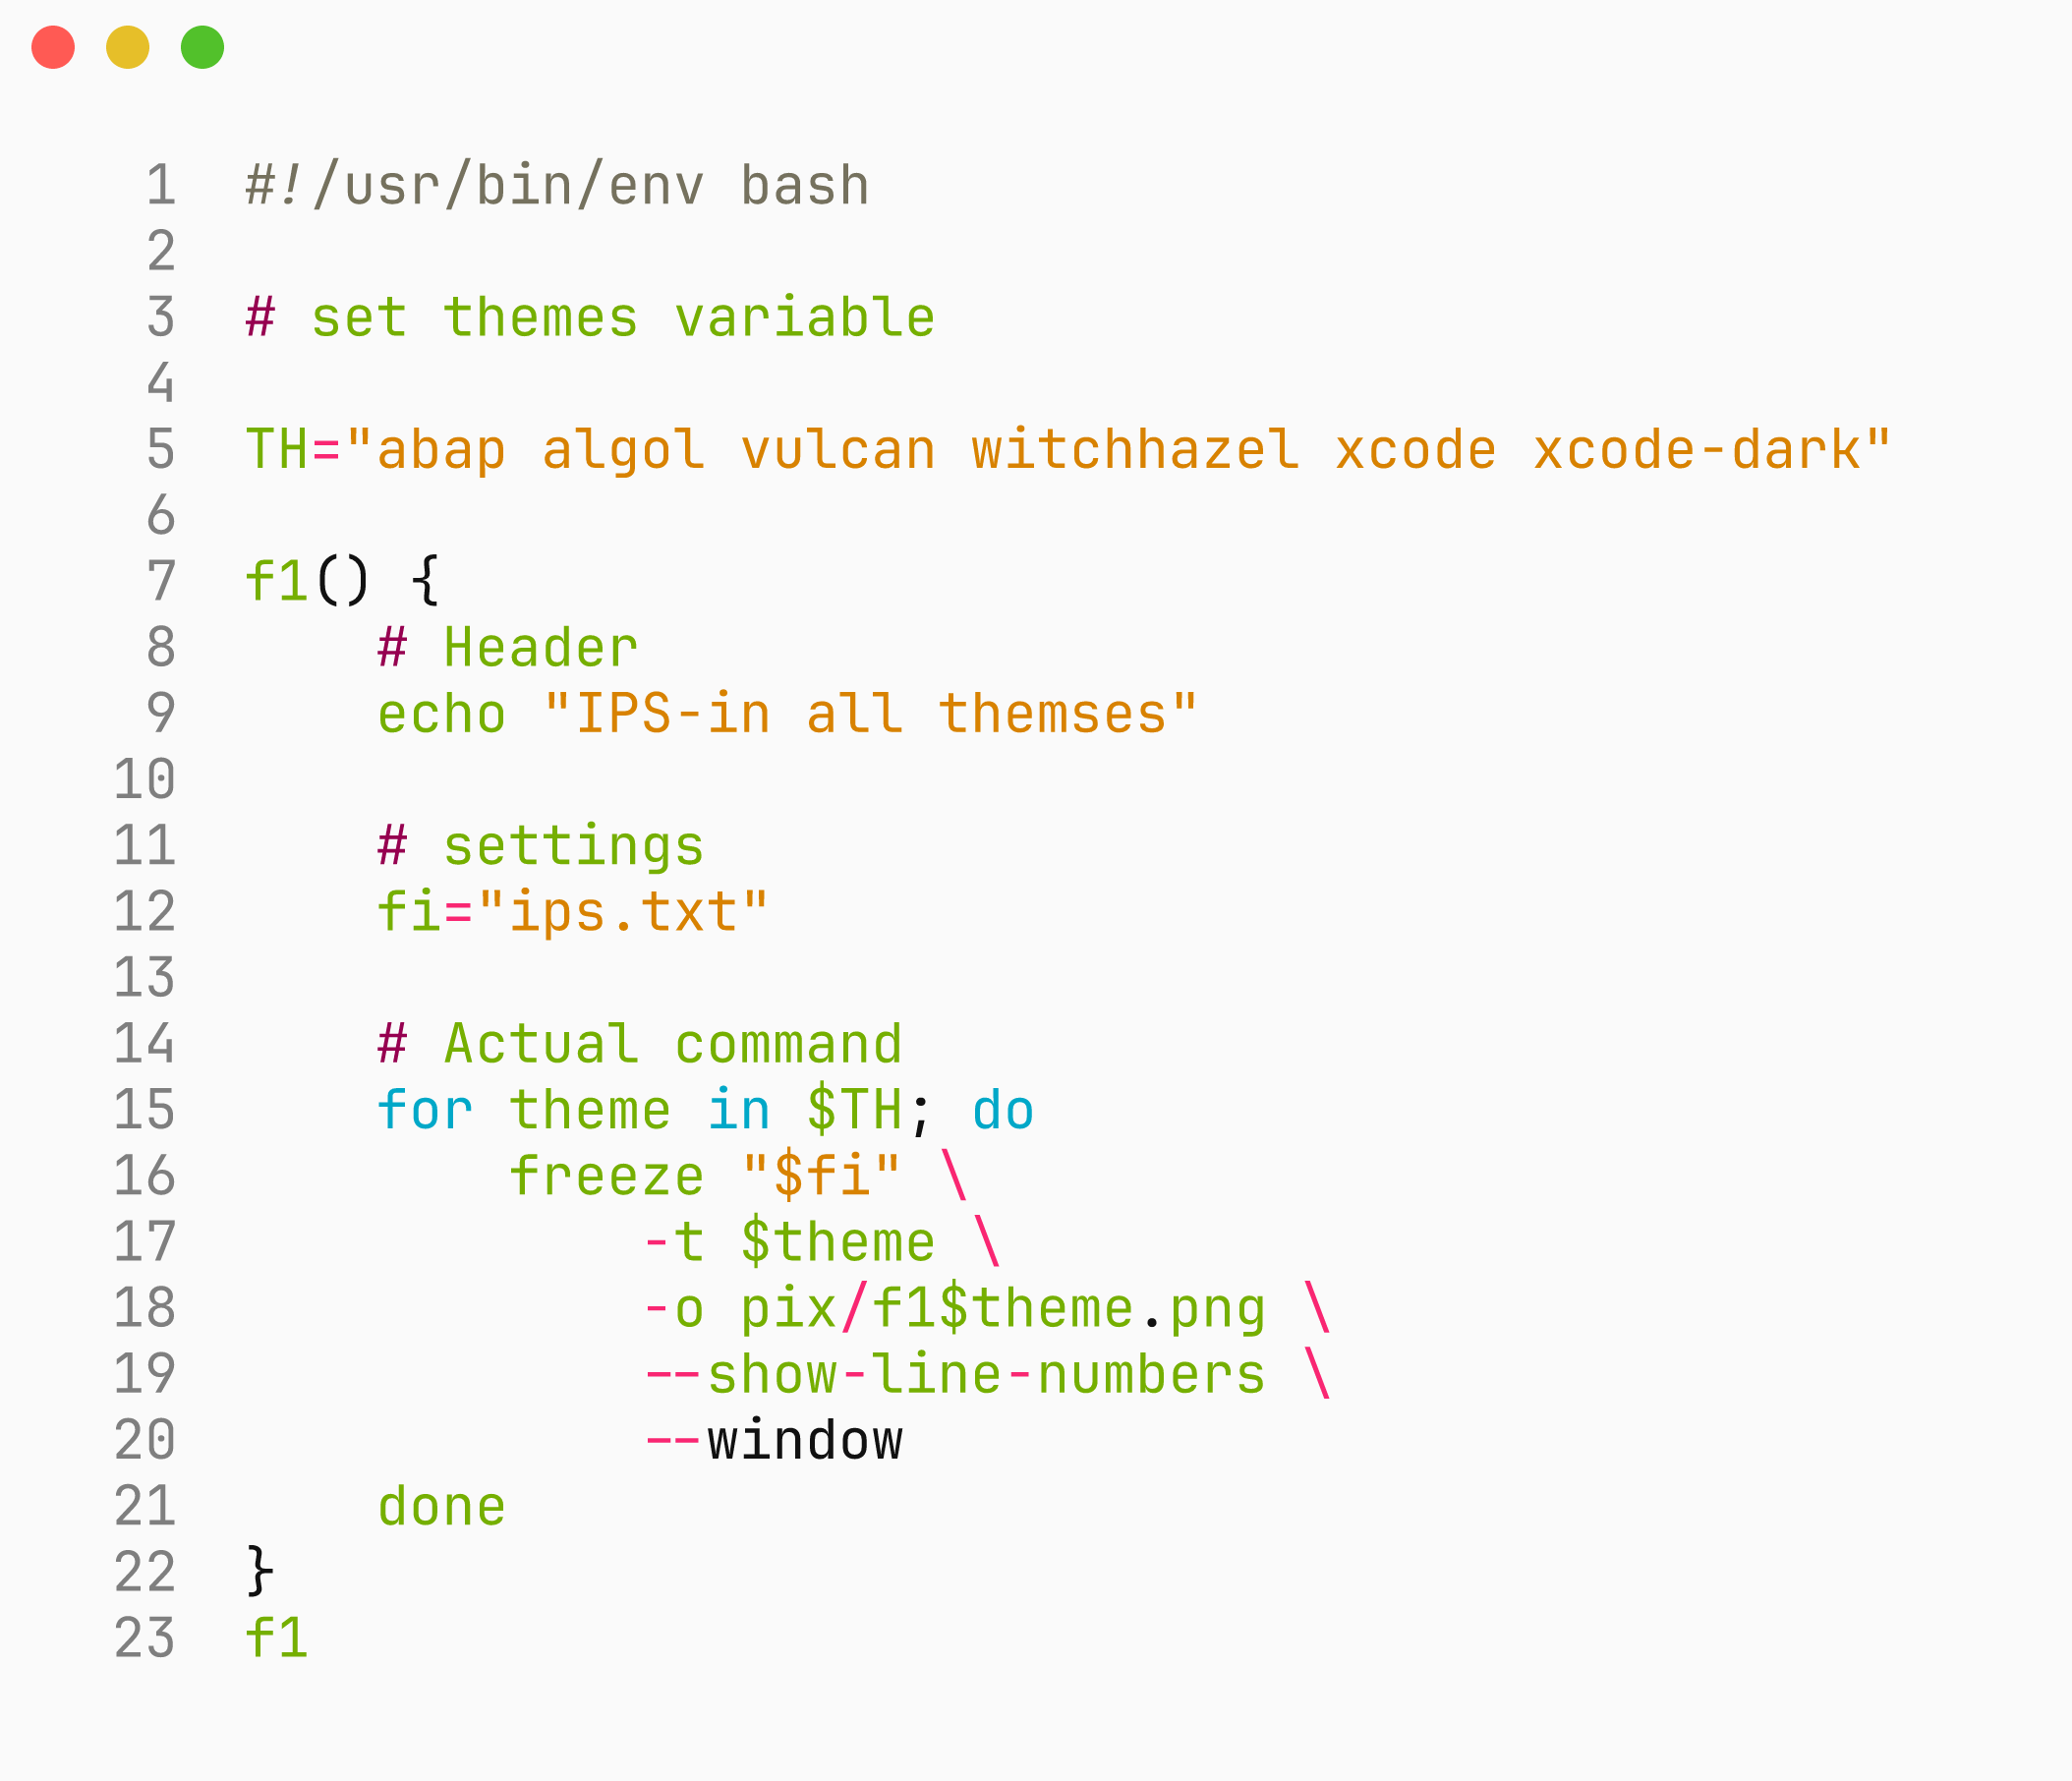 1 #!/usr/bin/env bash
2
3 # set themes variable
4
5 TH="abap algol vulcan witchhazel xcode xcode-dark"
6
7 f1() {
8     # Header
9     echo "IPS-in all themses"
10
11     # settings
12     fi="ips.txt"
13
14     # Actual command
15     for theme in $TH; do
16         freeze "$fi" \
17             -t $theme \
18             -o pix/f1$theme.png \
19             --show-line-numbers \
20             --window
21     done
22 }
23 f1